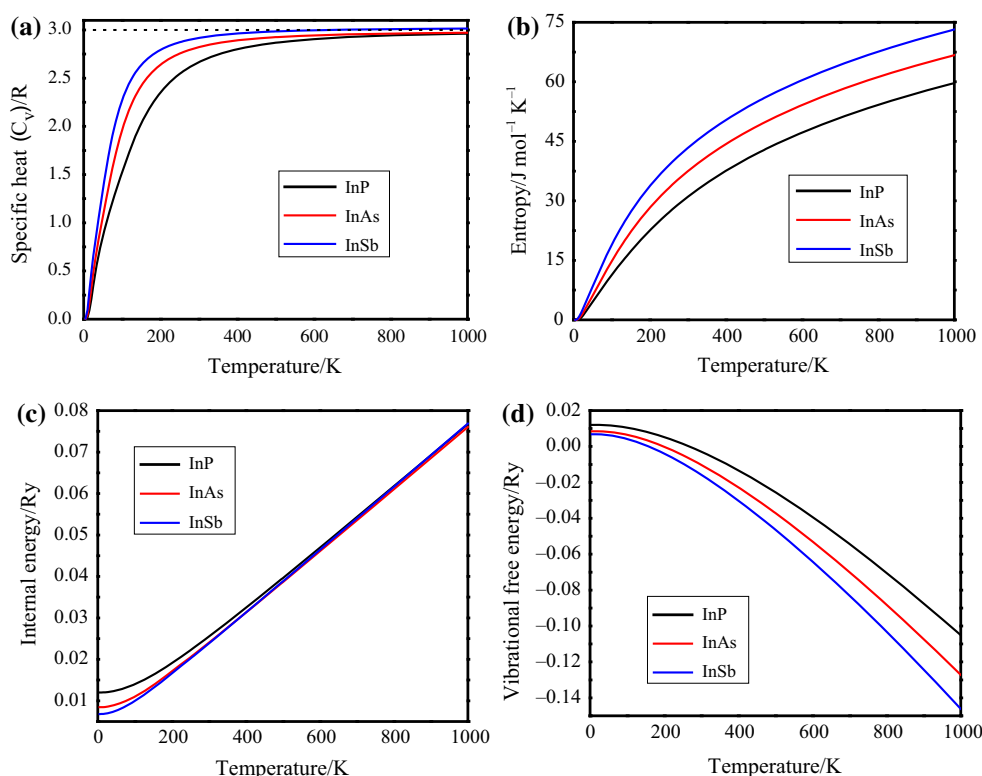 (a)
Specific heat (Cv)/R
3.0
2.5
2.0
1.5
1.0
0.5
0.0
InP
InAs
InSb
0 200 400 600 800 1000
Temperature/K
(b)
Entropy/J mol⁻¹ K⁻¹
75
60
45
30
15
0
InP
InAs
InSb
0 200 400 600 800 1000
Temperature/K
(c)
Internal energy/Ry
0.08
0.07
0.06
0.05
0.04
0.03
0.02
0.01
InP
InAs
InSb
0 200 400 600 800 1000
Temperature/K
(d)
Vibrational free energy/Ry
0.02
0.00
–0.02
–0.04
–0.06
–0.08
–0.10
–0.12
–0.14
InP
InAs
InSb
0 200 400 600 800 1000
Temperature/K